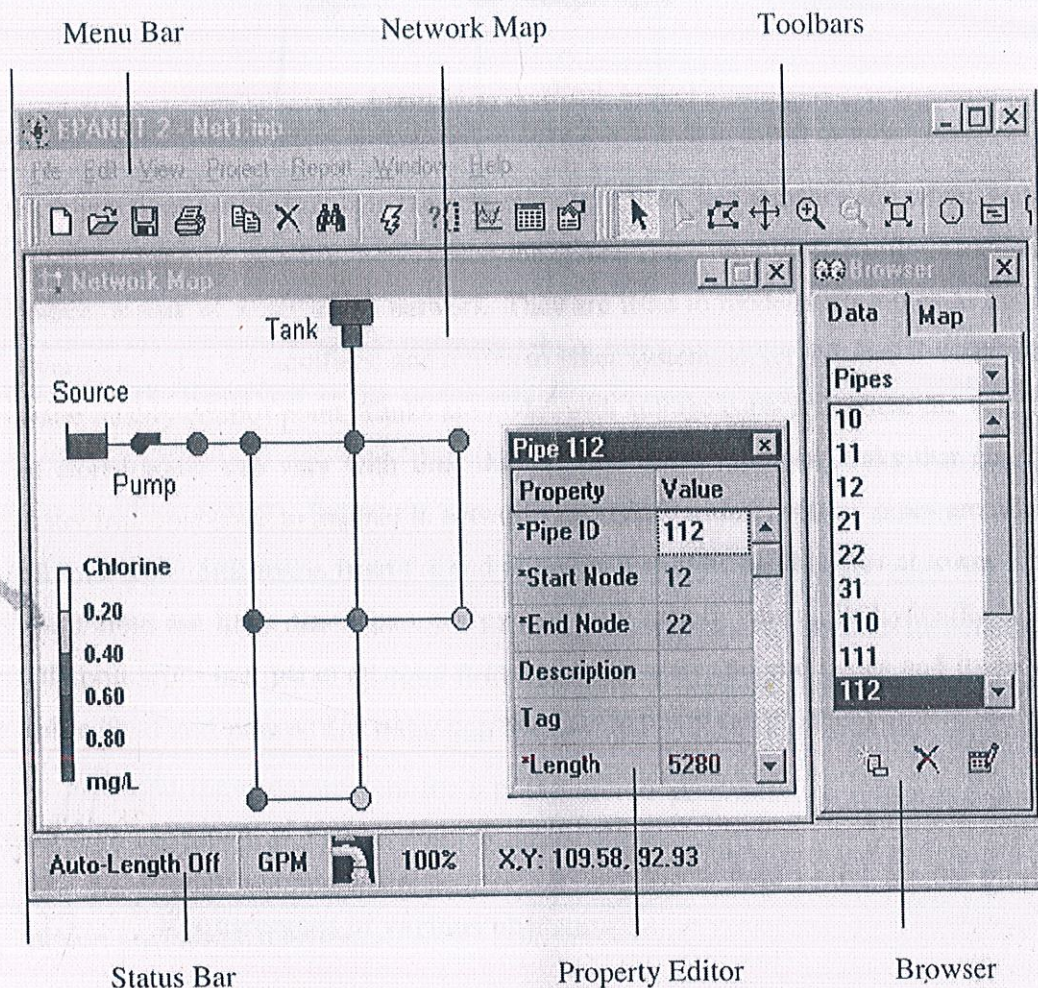 Menu Bar
Network Map
Toolbars
EPANET 2 - Net1.inp
File Edit View Project Report Window Help
Network Map
Browser
Tank
Source
Pump
Chlorine
0.20
0.40
0.60
0.80
mg/L
Pipe 112
Property Value
*Pipe ID 112
*Start Node 12
*End Node 22
Description
Tag
*Length 5280
Data Map
Pipes
10
11
12
21
22
31
110
111
112
Auto-Length Off GPM 100% X,Y: 109.58, 92.93
Status Bar
Property Editor
Browser